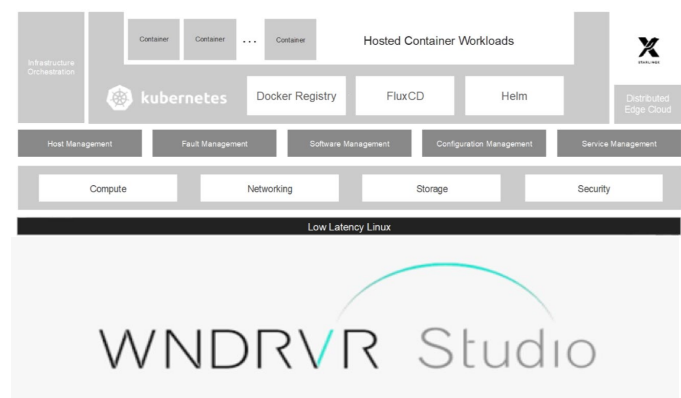 Container Container ... Container Hosted Container Workloads
STARLINGX
Infrastructure
Orchestration
kubernetes Docker Registry FluxCD Helm
Distributed
Edge Cloud
Host Management Fault Management Software Management Configuration Management Service Management
Compute Networking Storage Security
Low Latency Linux
WNDRVR Studio